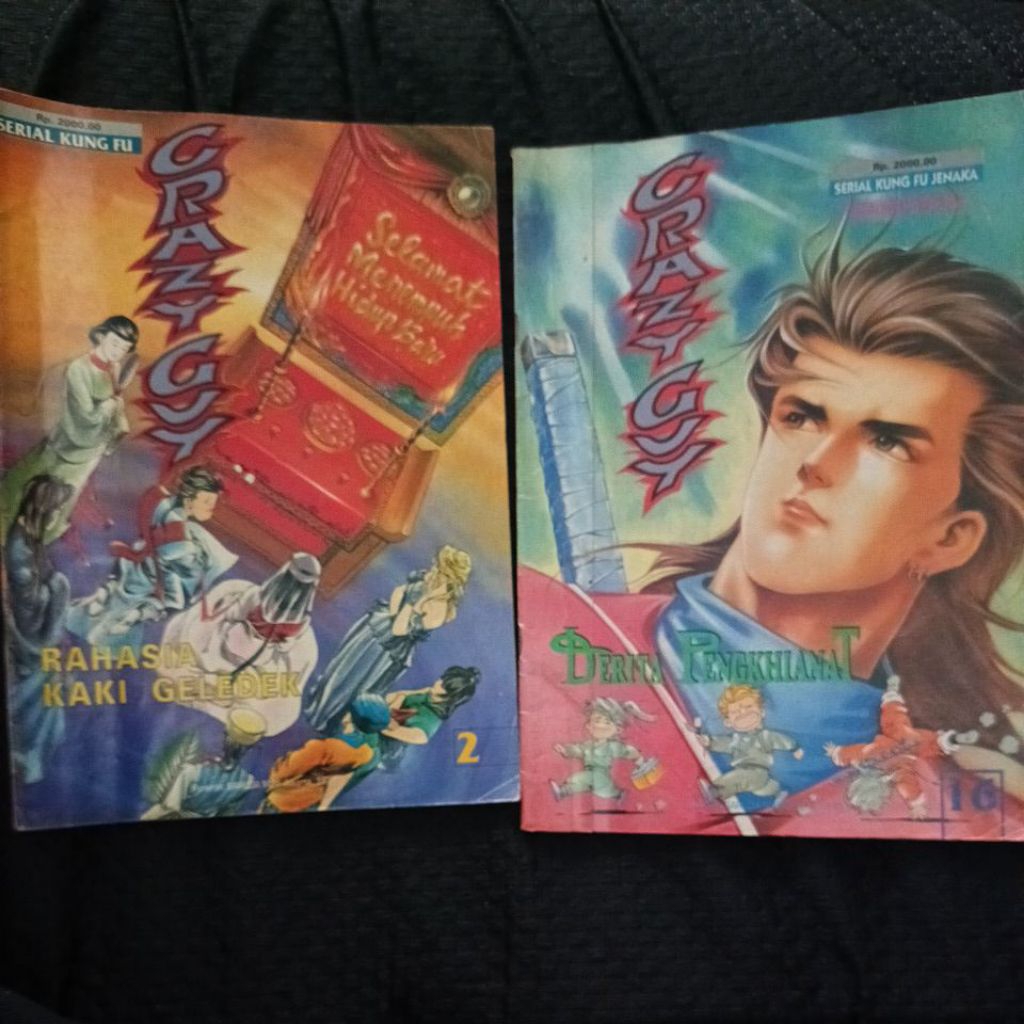 Rp. 2000.00
SERIAL KUNG FU
CRAZY GUY
Selamat
Menempuh
Hidup Baru
RAHASIA
KAKI GELEDEK
2
Rp. 2000.00
SERIAL KUNG FU JENAKA
CRAZY GUY
DERITA PENGKHIANAT
16